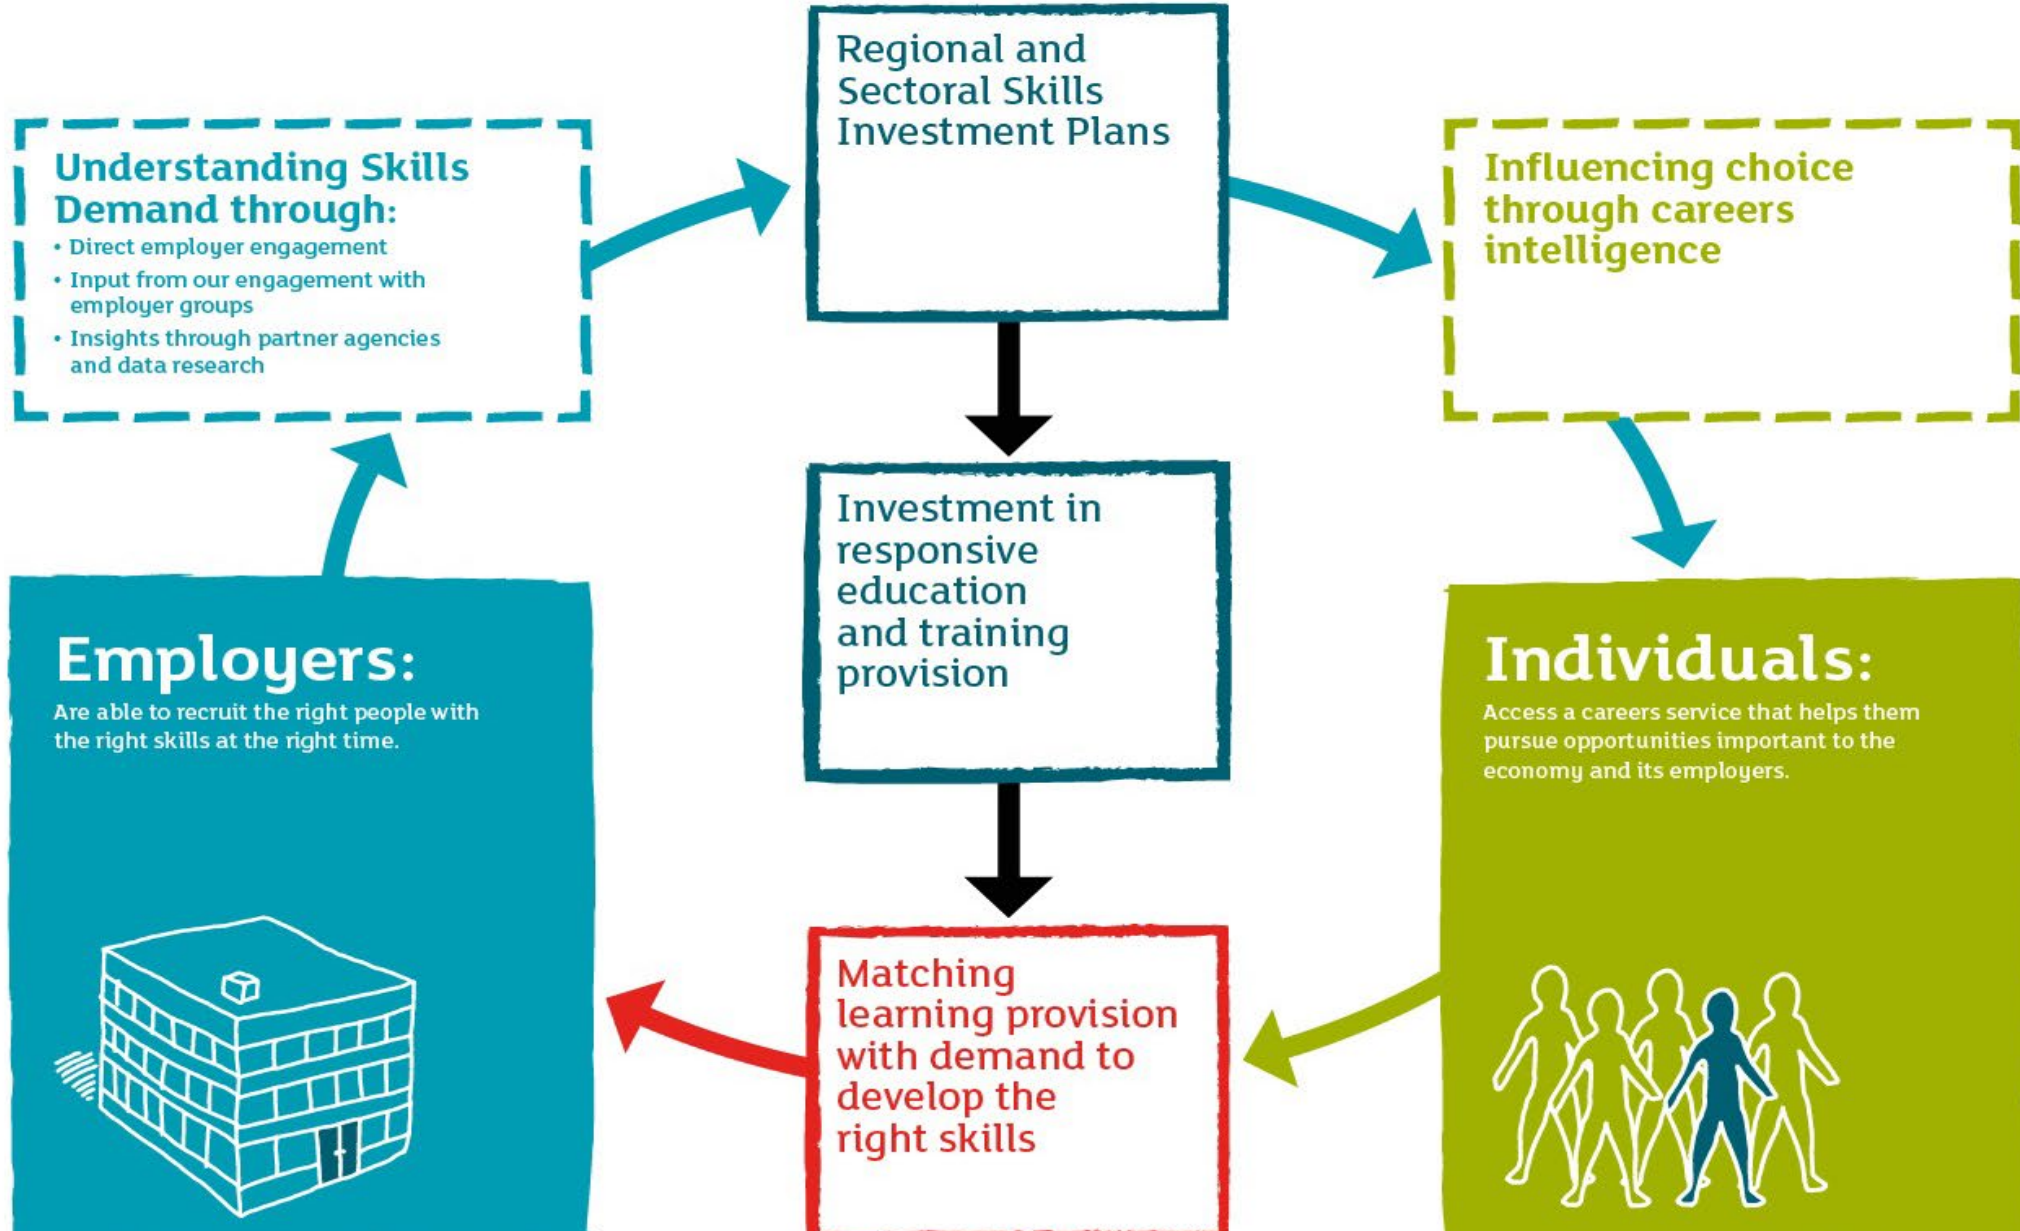 Regional and
Sectoral Skills
Investment Plans
Understanding Skills
Demand through:
• Direct employer engagement
• Input from our engagement with
employer groups
• Insights through partner agencies
and data research
Influencing choice
through careers
intelligence
Investment in
responsive
education
and training
provision
Employers:
Are able to recruit the right people with
the right skills at the right time.
Individuals:
Access a careers service that helps them
pursue opportunities important to the
economy and its employers.
Matching
learning provision
with demand to
develop the
right skills